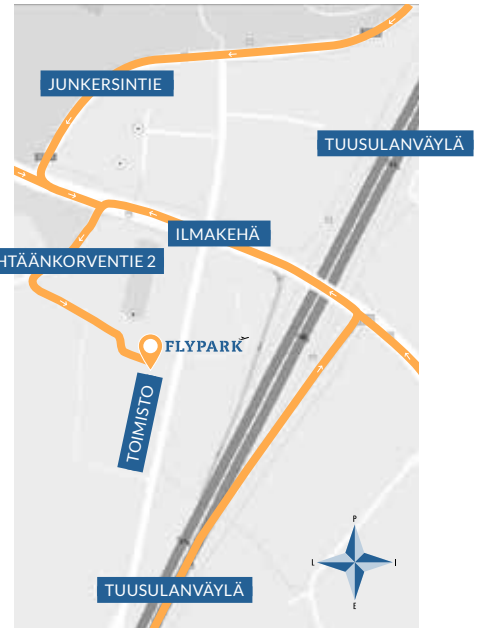 JUNKERSINTIE
TUUSULANVÄYLÄ
ILMAKEHÄ
HTÄÄNKORVENTIE 2
FLYPARK
TOIMISTO
TUUSULANVÄYLÄ
P
L
I
E